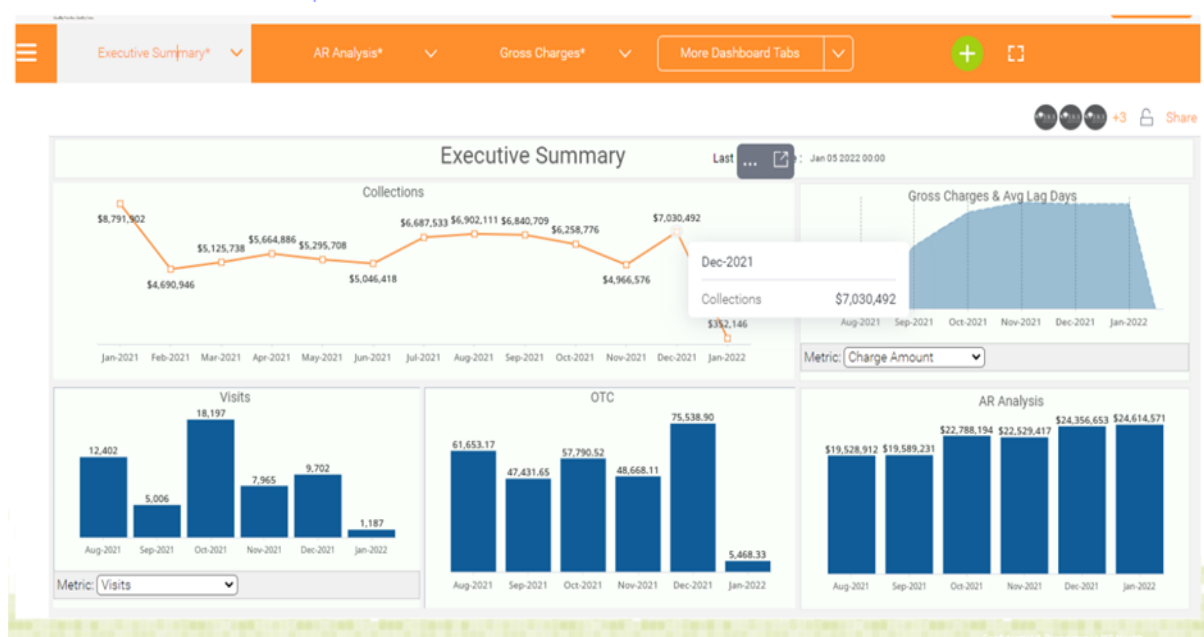 Executive Summary*
AR Analysis*
Gross Charges*
More Dashboard Tabs
+3
Share
Executive Summary
Last
...
: Jan 05 2022 00:00
Collections
$8,791,902
$4,690,946
$5,125,738
$5,664,886
$5,295,708
$5,046,418
$6,687,533
$6,902,111
$6,840,709
$6,258,776
$4,966,576
$7,030,492
$352,146
Jan-2021 Feb-2021 Mar-2021 Apr-2021 May-2021 Jun-2021 Jul-2021 Aug-2021 Sep-2021 Oct-2021 Nov-2021 Dec-2021 Jan-2022
Dec-2021
Collections $7,030,492
Gross Charges & Avg Lag Days
Aug-2021 Sep-2021 Oct-2021 Nov-2021 Dec-2021 Jan-2022
Metric: Charge Amount
Visits
12,402
5,006
18,197
7,965
9,702
1,187
Aug-2021 Sep-2021 Oct-2021 Nov-2021 Dec-2021 Jan-2022
Metric: Visits
OTC
61,653.17
47,431.65
57,790.52
48,668.11
75,538.90
5,468.33
Aug-2021 Sep-2021 Oct-2021 Nov-2021 Dec-2021 Jan-2022
AR Analysis
$19,528,912
$19,589,231
$22,788,194
$22,529,417
$24,356,653
$24,614,571
Aug-2021 Sep-2021 Oct-2021 Nov-2021 Dec-2021 Jan-2022